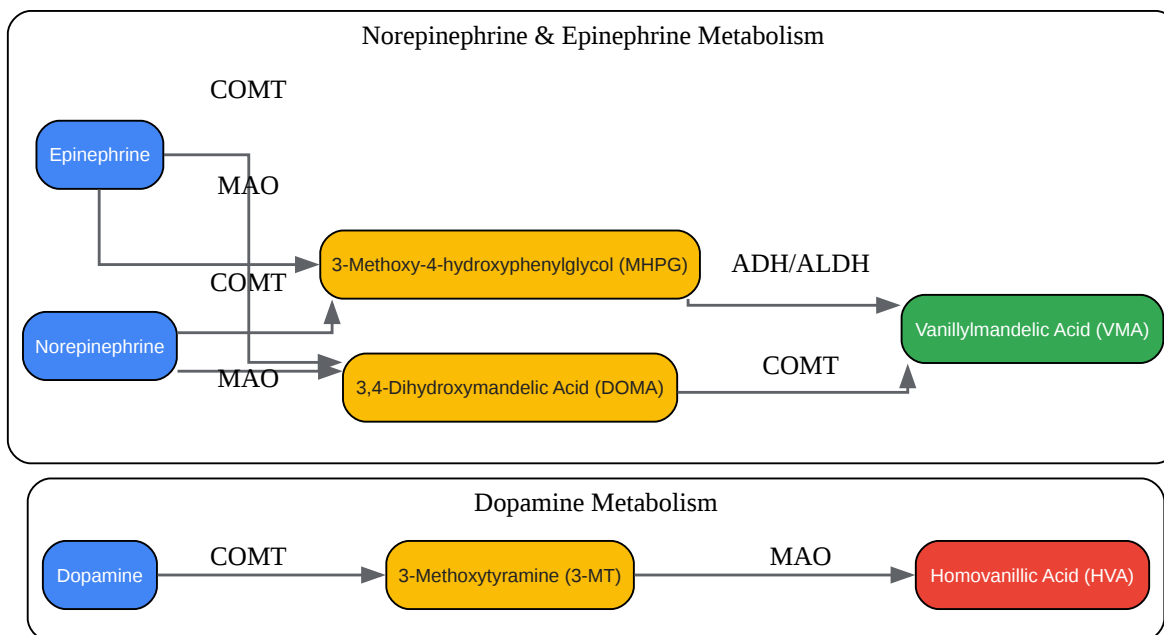 Norepinephrine & Epinephrine Metabolism
COMT
Epinephrine
MAO
3-Methoxy-4-hydroxyphenylglycol (MHPG)
ADH/ALDH
COMT
Vanillylmandelic Acid (VMA)
Norepinephrine
MAO
3,4-Dihydroxymandelic Acid (DOMA)
COMT
Dopamine Metabolism
Dopamine
COMT
3-Methoxytyramine (3-MT)
MAO
Homovanillic Acid (HVA)